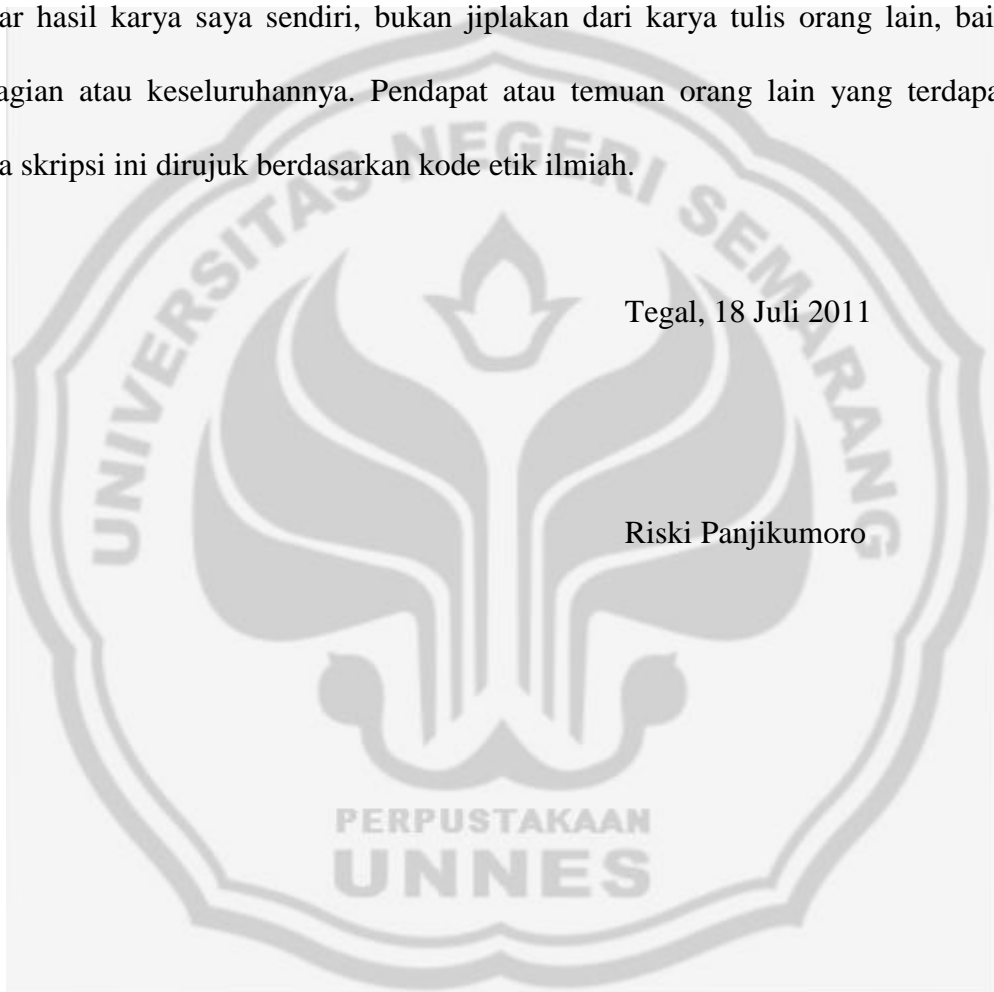 ar hasil karya saya sendiri, bukan jiplakan dari karya tulis orang lain, bai
agian atau keseluruhannya. Pendapat atau temuan orang lain yang terdapa
a skripsi ini dirujuk berdasarkan kode etik ilmiah.
UNIVERSITAS NEGERI SEMARANG
Tegal, 18 Juli 2011
Riski Panjikumoro
PERPUSTAKAAN
UNNES